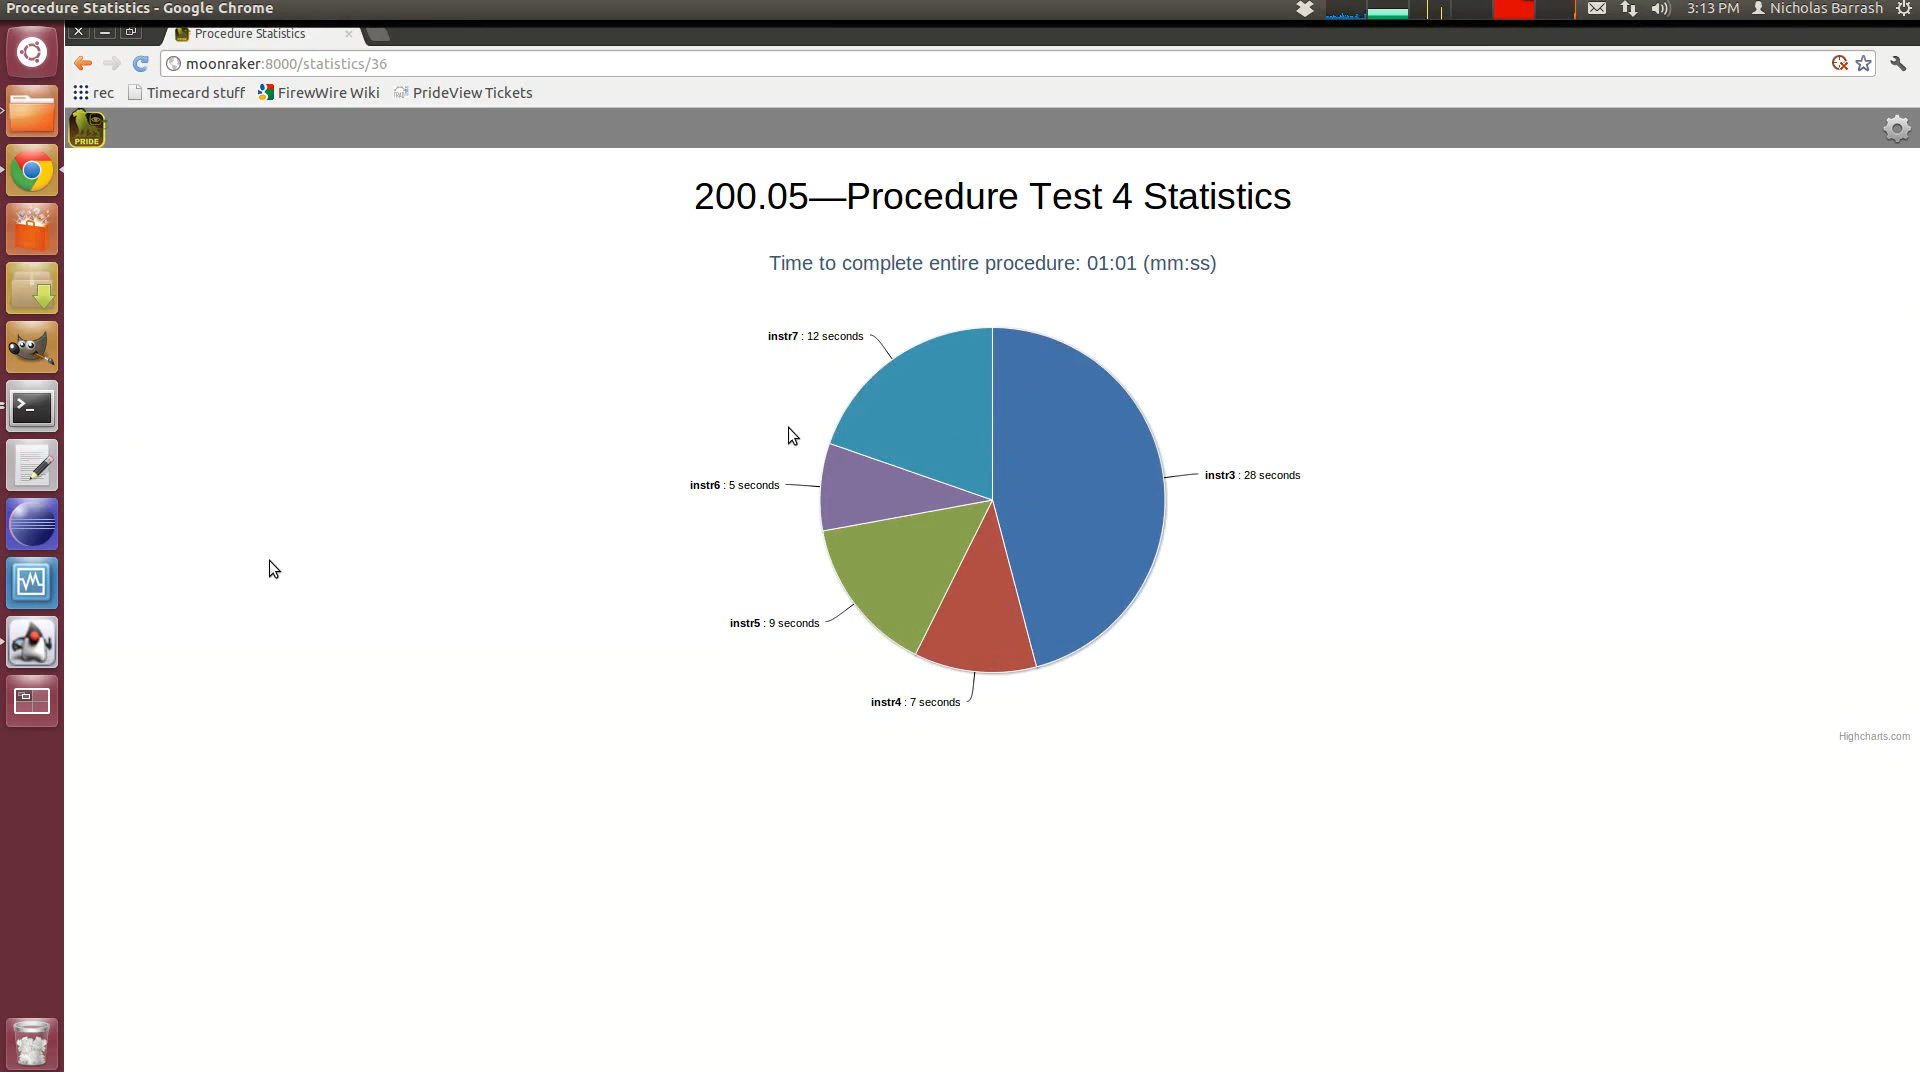 Procedure Statistics - Google Chrome
3:13 PM Nicholas Barrash
Procedure Statistics
moonraker:8000/statistics/36
rec Timecard stuff FirewWire Wiki PrideView Tickets
PRIDE
200.05—Procedure Test 4 Statistics
Time to complete entire procedure: 01:01 (mm:ss)
instr7 : 12 seconds
instr3 : 28 seconds
instr6 : 5 seconds
instr5 : 9 seconds
instr4 : 7 seconds
Highcharts.com